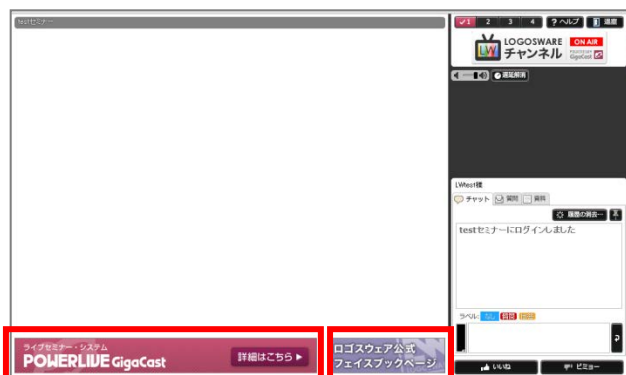 testセミナー
✓1 2 3 4 ? ヘルプ 退席
LOGOSWARE ON AIR
チャンネル
GigaCast
遅延解消
LWtest様
チャット 質問 資料
履歴の消去…
testセミナーにログインしました
ラベル:
ライブセミナー・システム
POWERLIVE GigaCast
詳細はこちら
ロゴスウェア公式
フェイスブックページ
いいね ビミョー